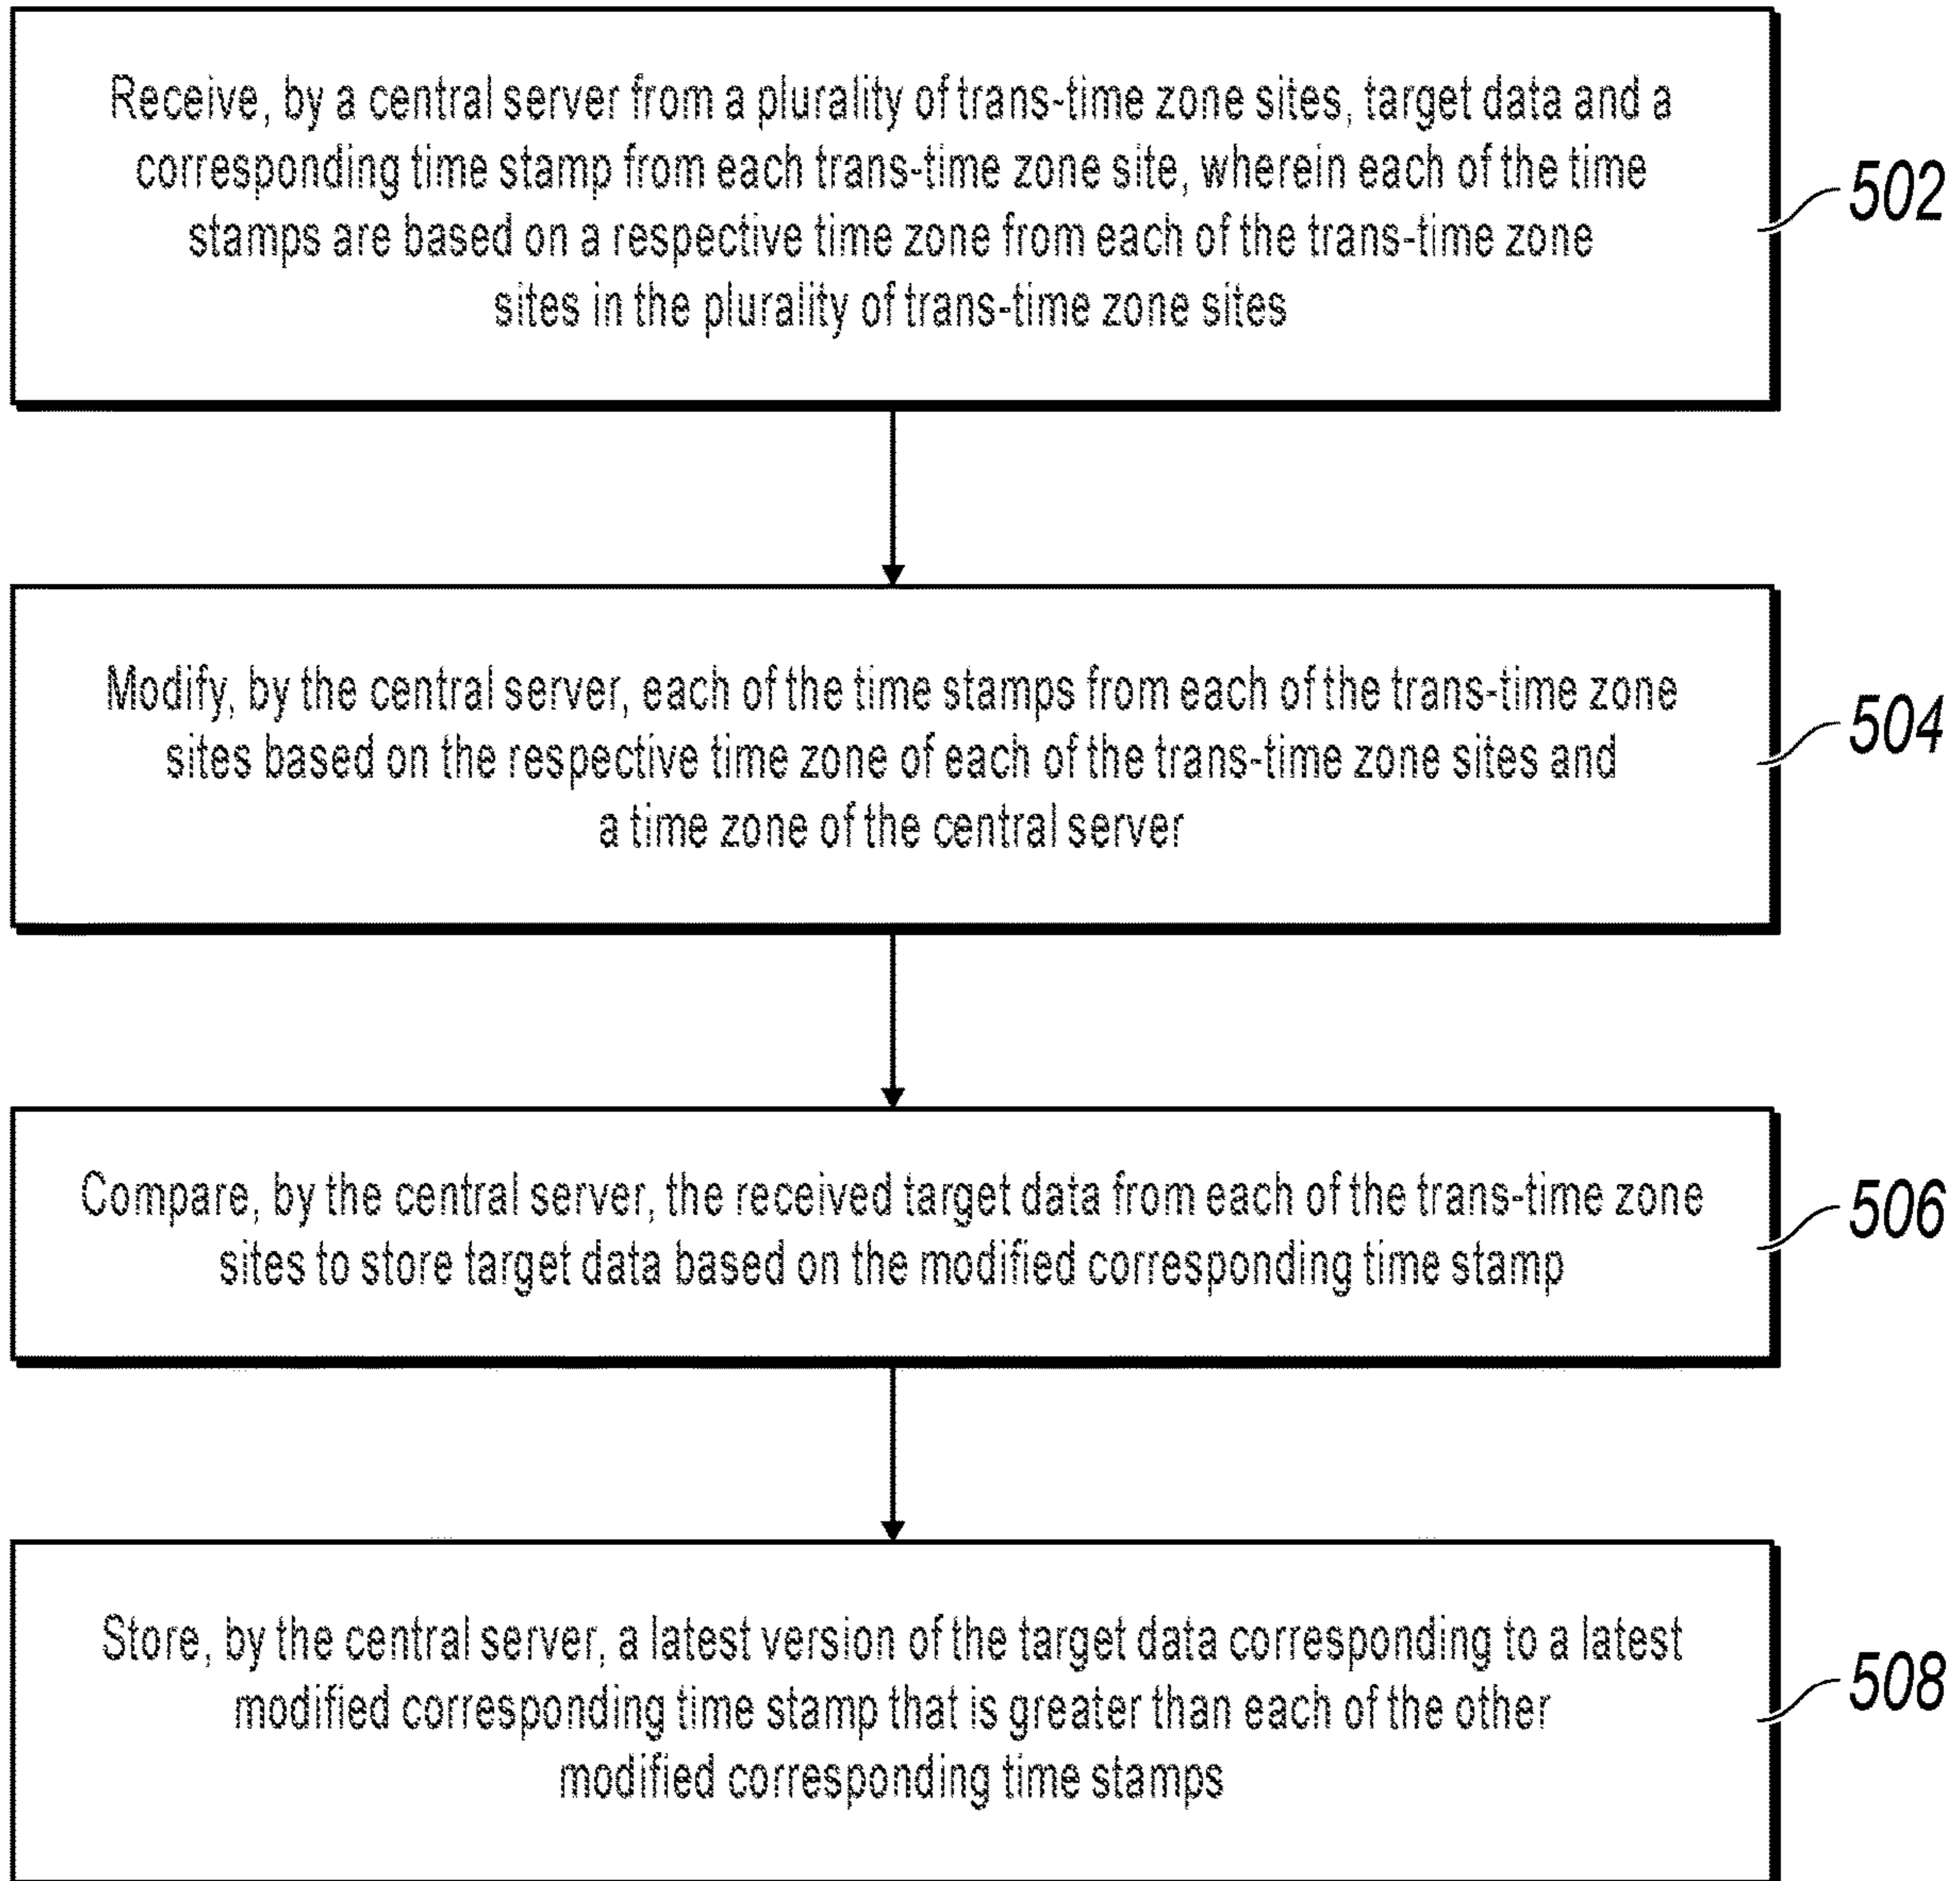 Receive, by a central server from a plurality of trans-time zone sites, target data and a
corresponding time stamp from each trans-time zone site, wherein each of the time
stamps are based on a respective time zone from each of the trans-time zone
sites in the plurality of trans-time zone sites
502
Modify, by the central server, each of the time stamps from each of the trans-time zone
sites based on the respective time zone of each of the trans-time zone sites and
a time zone of the central server
504
Compare, by the central server, the received target data from each of the trans-time zone
sites to store target data based on the modified corresponding time stamp
506
Store, by the central server, a latest version of the target data corresponding to a latest
modified corresponding time stamp that is greater than each of the other
modified corresponding time stamps
508